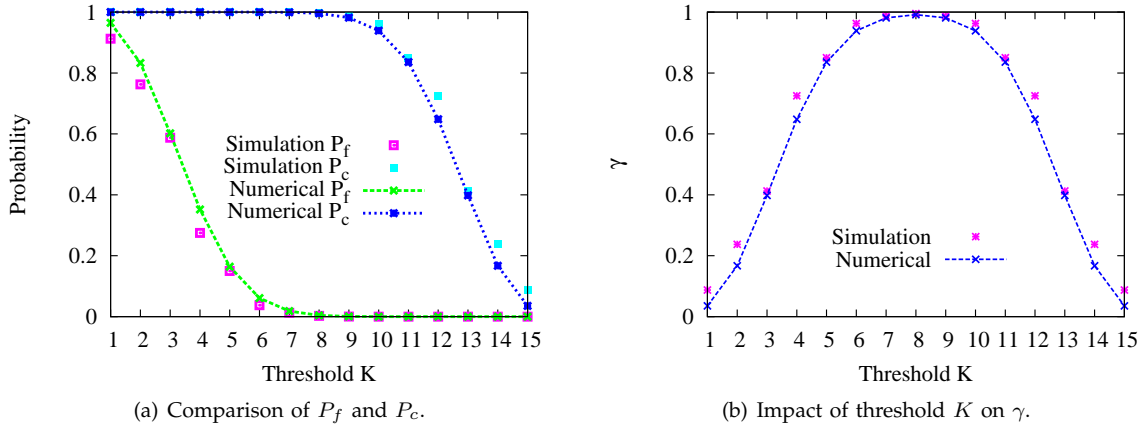 1
0.8
0.6
0.4
0.2
0
Probability
Simulation P_f
Simulation P_c
Numerical P_f
Numerical P_c
1 2 3 4 5 6 7 8 9 10 11 12 13 14 15
Threshold K
(a) Comparison of P_f and P_c.
1
0.8
0.6
0.4
0.2
0
γ
Simulation
Numerical
1 2 3 4 5 6 7 8 9 10 11 12 13 14 15
Threshold K
(b) Impact of threshold K on γ.